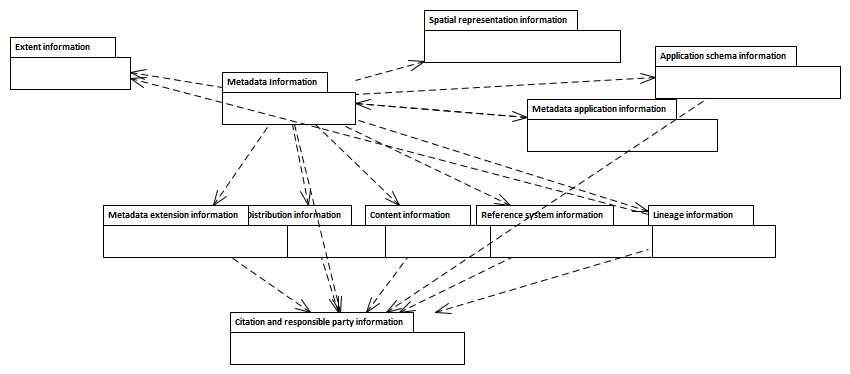 Spatial representation information
Extent information
Application schema information
Metadata Information
Metadata application information
Metadata extension information
Distribution information
Content information
Reference system information
Lineage information
Citation and responsible party information